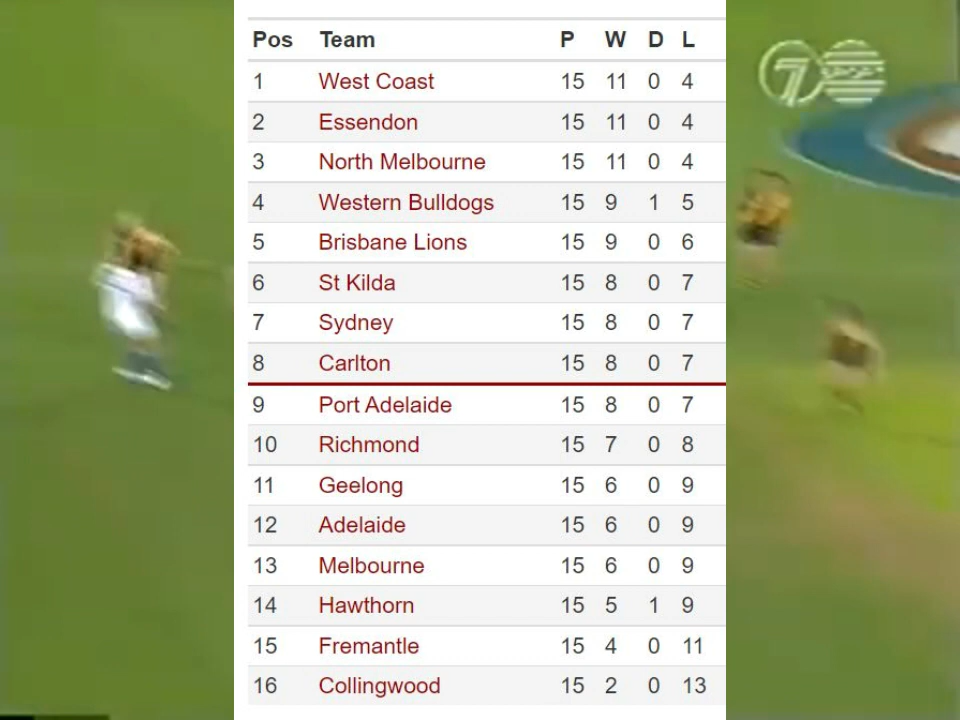 Pos Team P W D L
1 West Coast 15 11 0 4
2 Essendon 15 11 0 4
3 North Melbourne 15 11 0 4
4 Western Bulldogs 15 9 1 5
5 Brisbane Lions 15 9 0 6
6 St Kilda 15 8 0 7
7 Sydney 15 8 0 7
8 Carlton 15 8 0 7
9 Port Adelaide 15 8 0 7
10 Richmond 15 7 0 8
11 Geelong 15 6 0 9
12 Adelaide 15 6 0 9
13 Melbourne 15 6 0 9
14 Hawthorn 15 5 1 9
15 Fremantle 15 4 0 11
16 Collingwood 15 2 0 13
7